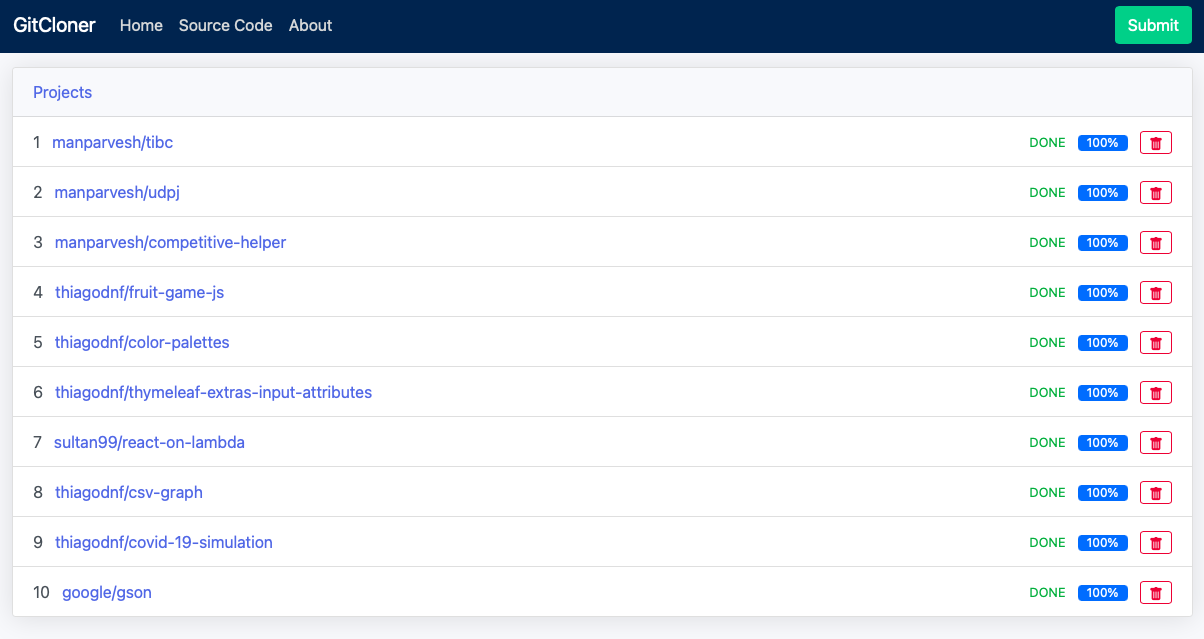 GitCloner Home Source Code About Submit
Projects
1 manparvesh/tibc DONE 100%
2 manparvesh/udpj DONE 100%
3 manparvesh/competitive-helper DONE 100%
4 thiagodnf/fruit-game-js DONE 100%
5 thiagodnf/color-palettes DONE 100%
6 thiagodnf/thymeleaf-extras-input-attributes DONE 100%
7 sultan99/react-on-lambda DONE 100%
8 thiagodnf/csv-graph DONE 100%
9 thiagodnf/covid-19-simulation DONE 100%
10 google/gson DONE 100%